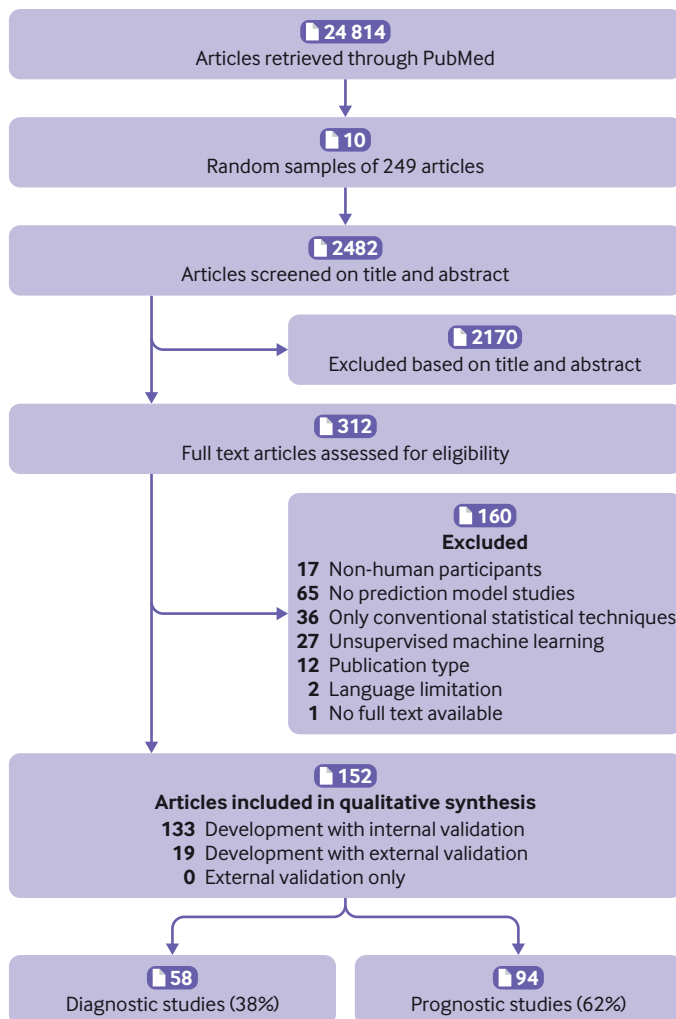 24 814
Articles retrieved through PubMed
10
Random samples of 249 articles
2482
Articles screened on title and abstract
2170
Excluded based on title and abstract
312
Full text articles assessed for eligibility
160
Excluded
17 Non-human participants
65 No prediction model studies
36 Only conventional statistical techniques
27 Unsupervised machine learning
12 Publication type
2 Language limitation
1 No full text available
152
Articles included in qualitative synthesis
133 Development with internal validation
19 Development with external validation
0 External validation only
58
Diagnostic studies (38%)
94
Prognostic studies (62%)